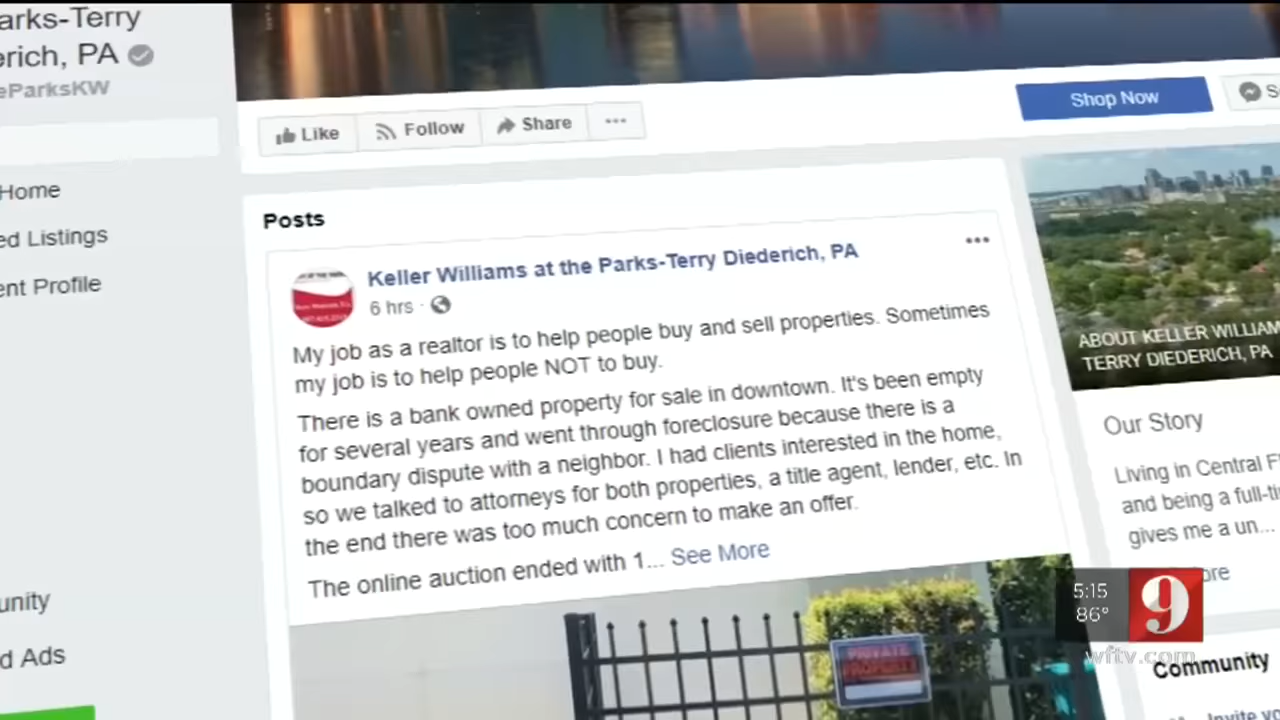 arks-Terry
erich, PA
eParksKW
Home
ed Listings
ent Profile
unity
d Ads
Like
Follow
Share
Shop Now
Posts
Keller Williams at the Parks-Terry Diederich, PA
6 hrs ·
My job as a realtor is to help people buy and sell properties. Sometimes
my job is to help people NOT to buy.
There is a bank owned property for sale in downtown. It's been empty
for several years and went through foreclosure because there is a
boundary dispute with a neighbor. I had clients interested in the home,
so we talked to attorneys for both properties, a title agent, lender, etc. In
the end there was too much concern to make an offer.
The online auction ended with 1... See More
PRIVATE
PROPERTY
ABOUT KELLER WILLIAM
TERRY DIEDERICH, PA
Our Story
Living in Central F
and being a full-ti
gives me a un...
ore
5:15
86°
9
wftv.com
Community
Invite yo